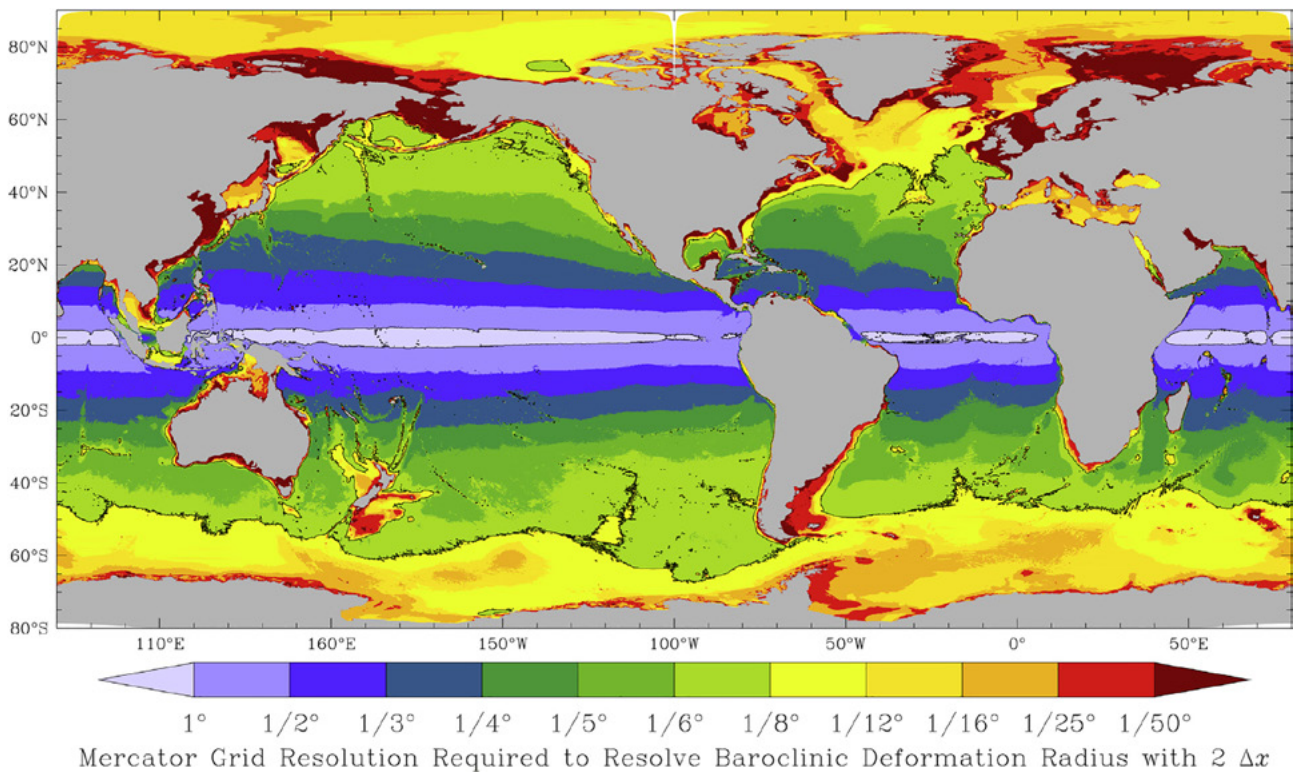 80°N
60°N
40°N
20°N
0°
20°S
40°S
60°S
80°S
110°E 160°E 150°W 100°W 50°W 0° 50°E
1° 1/2° 1/3° 1/4° 1/5° 1/6° 1/8° 1/12° 1/16° 1/25° 1/50°
Mercator Grid Resolution Required to Resolve Baroclinic Deformation Radius with 2 Δx